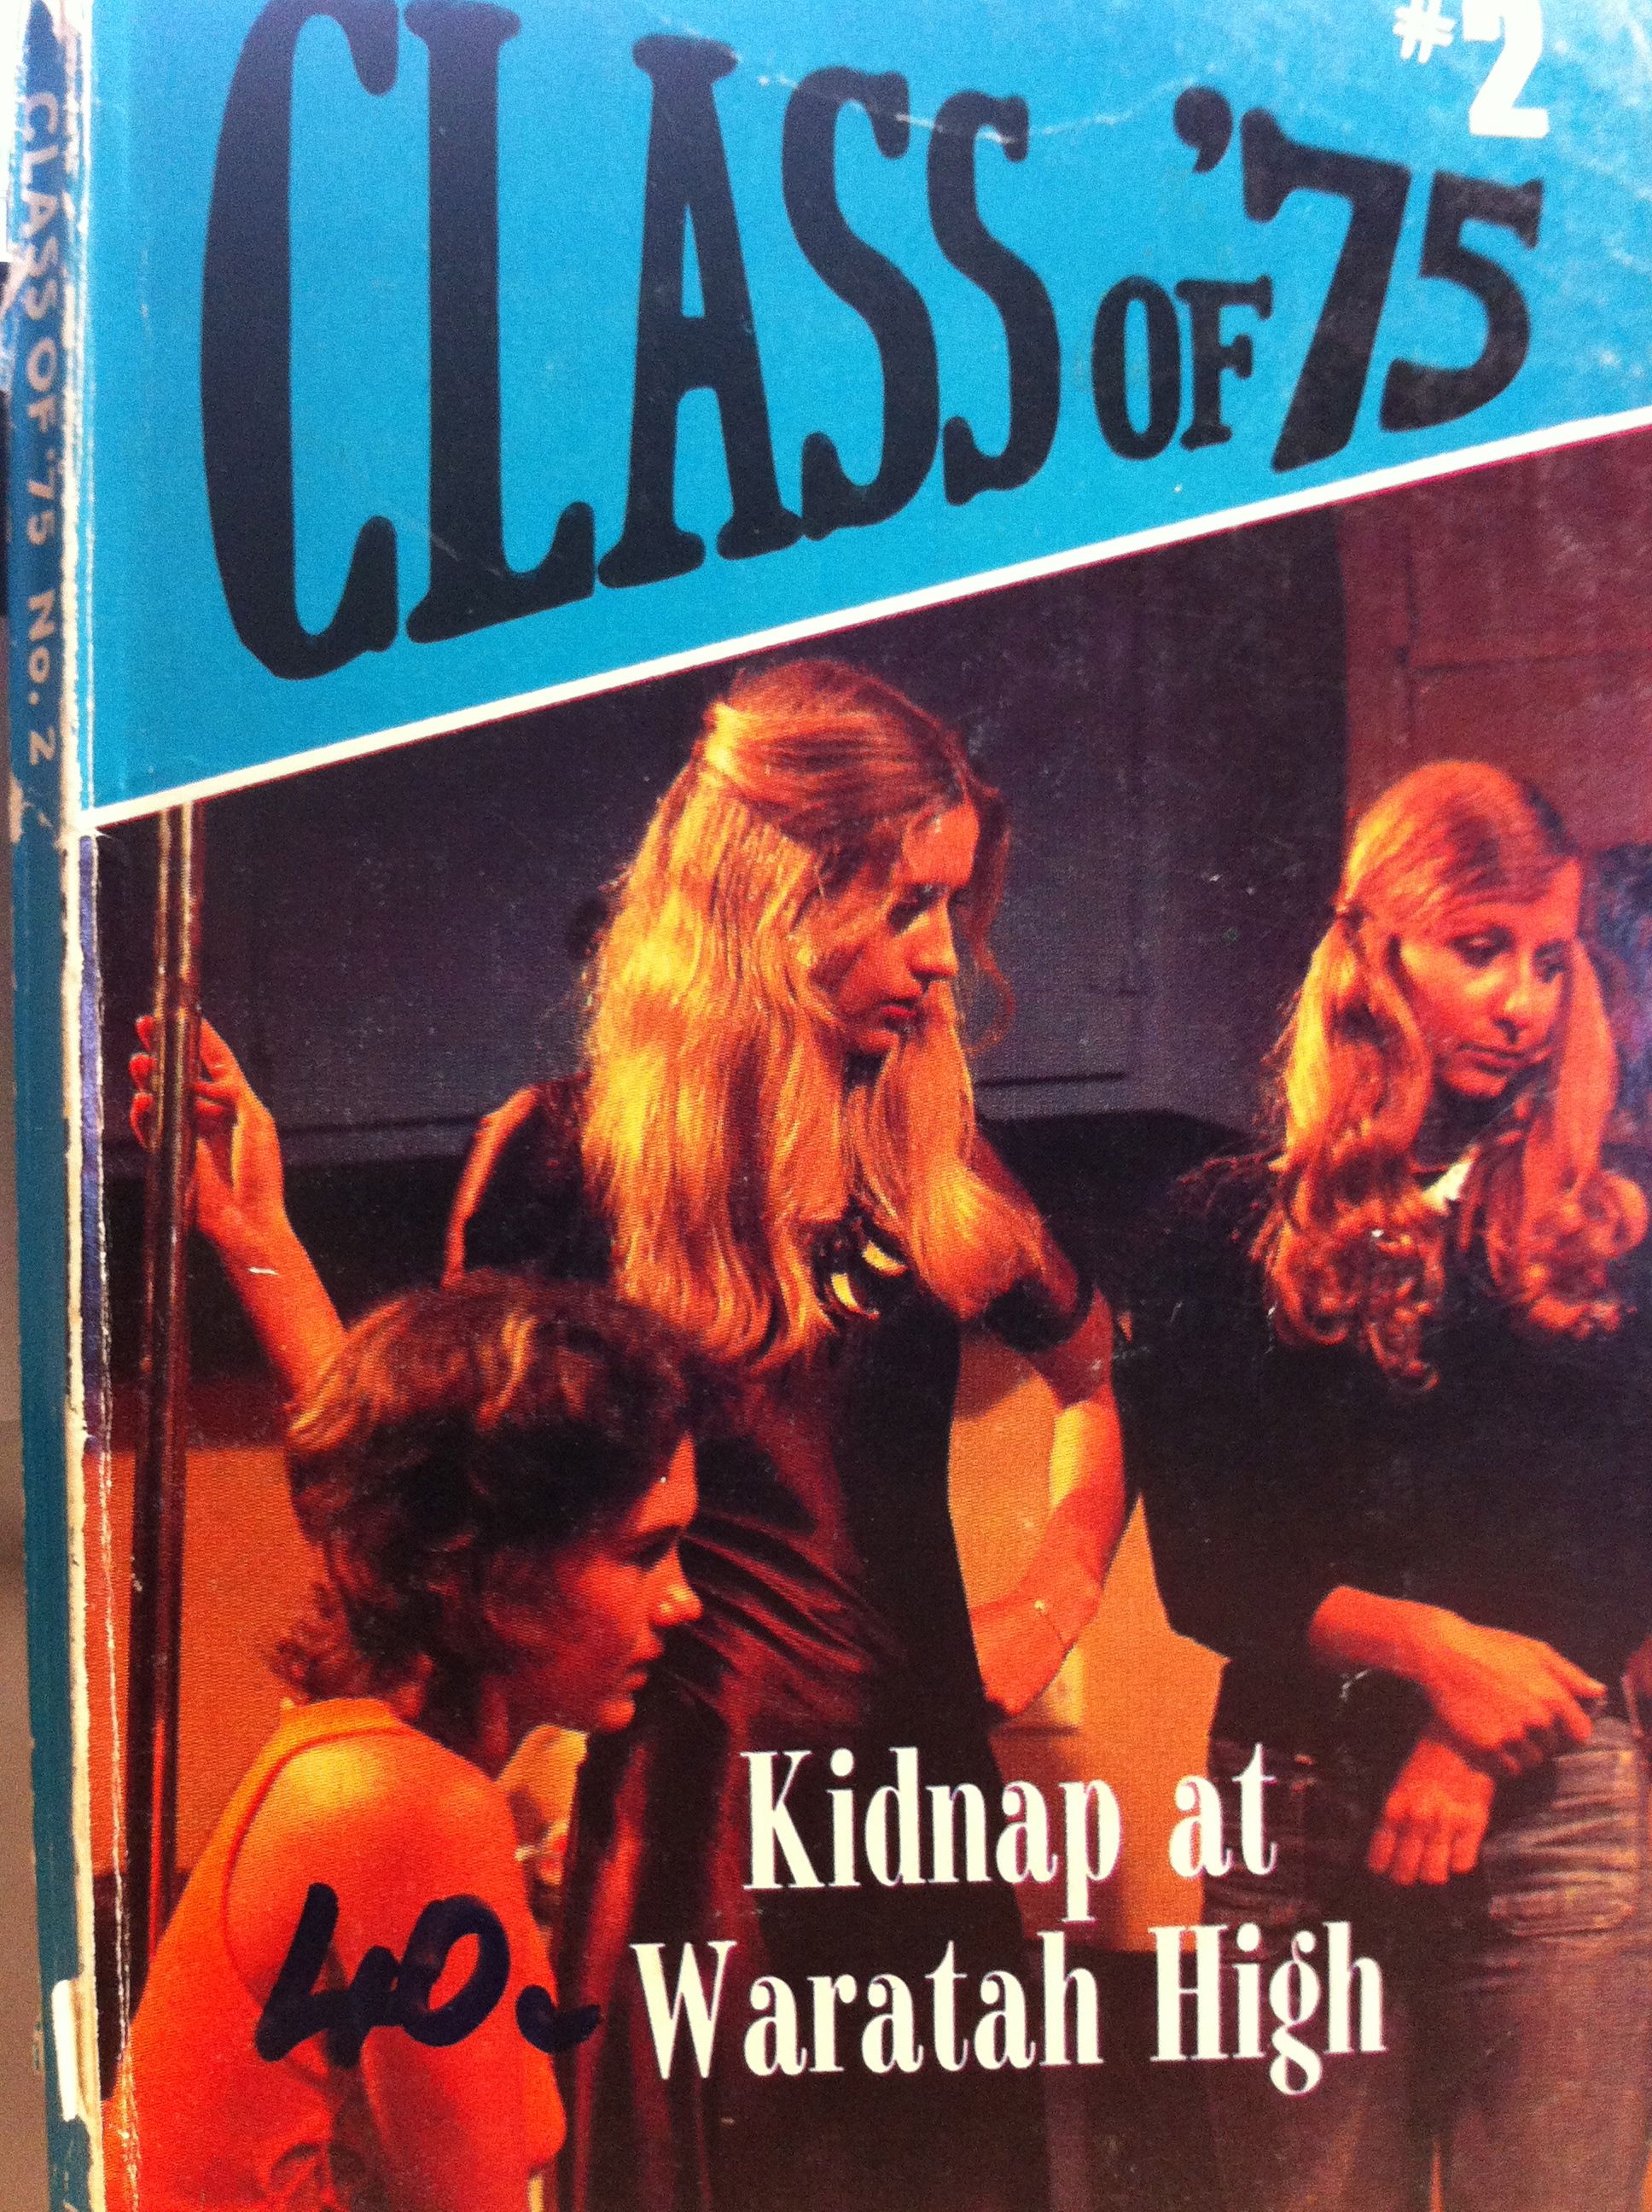 #2
CLASS OF '75
CLASS OF '75 No. 2
Kidnap at
Waratah High
40